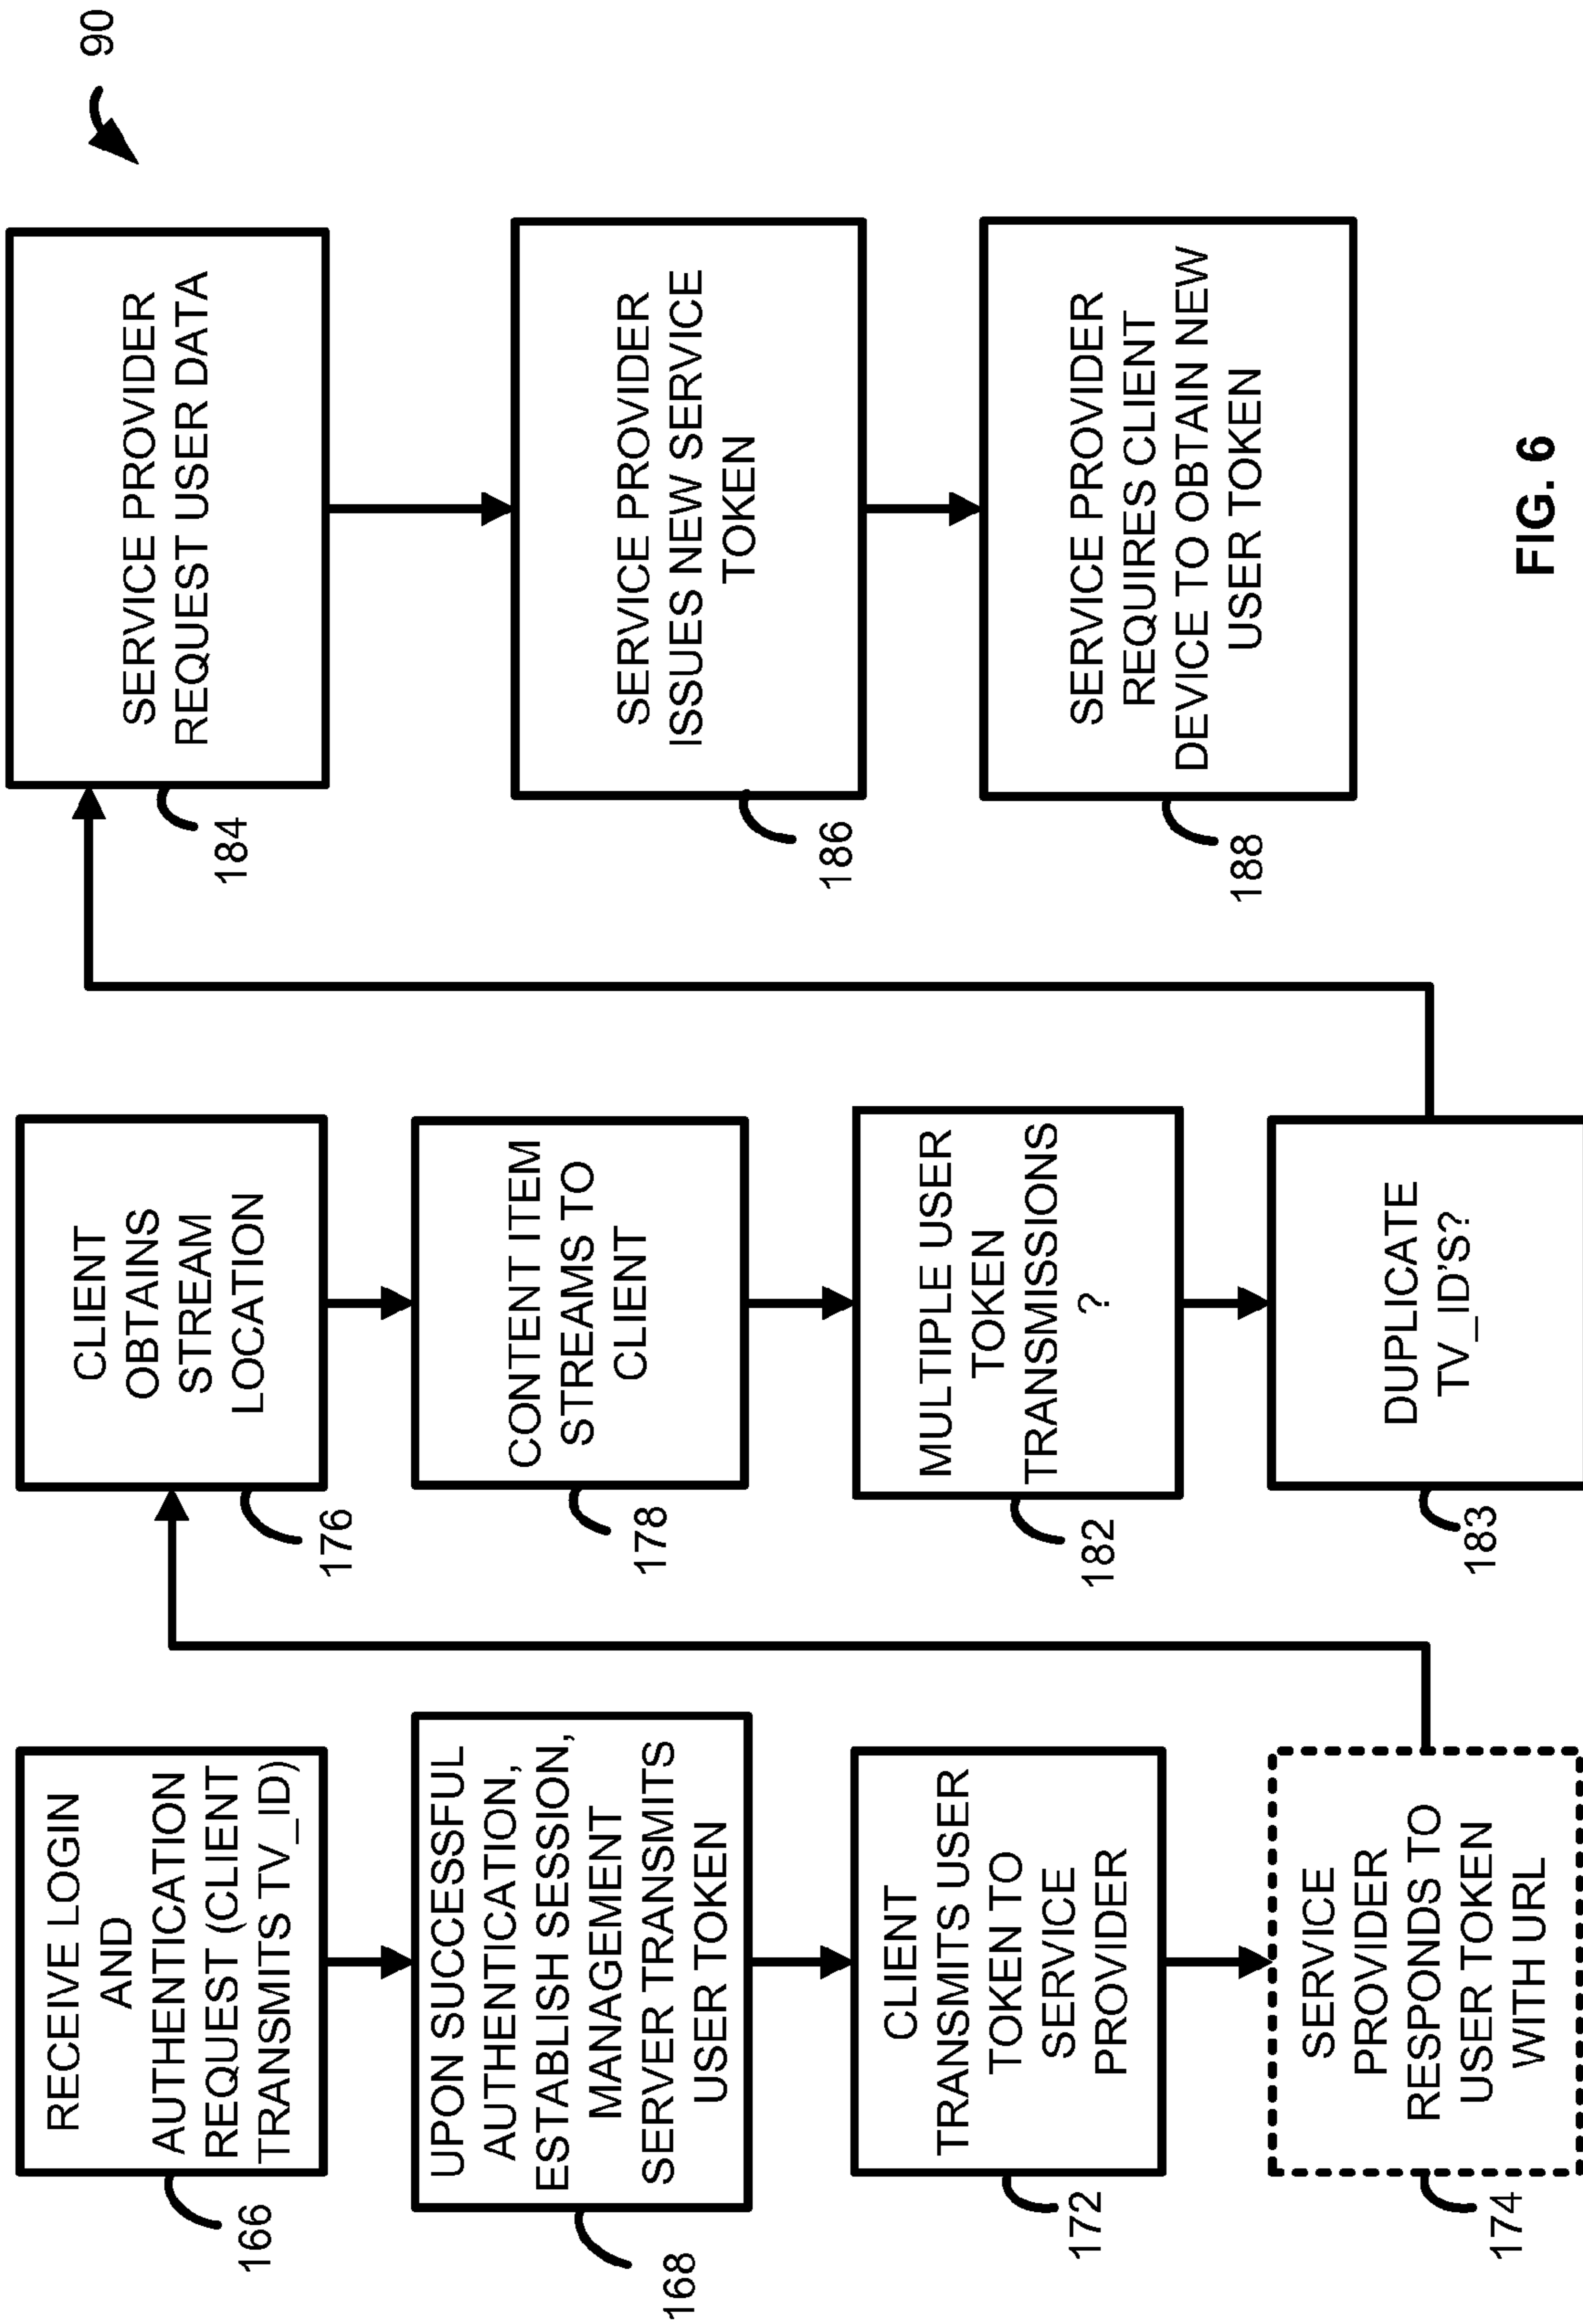 90
RECEIVE LOGIN
AND
AUTHENTICATION
REQUEST (CLIENT
TRANSMITS TV_ID)
166
UPON SUCCESSFUL
AUTHENTICATION,
ESTABLISH SESSION,
MANAGEMENT
SERVER TRANSMITS
USER TOKEN
168
CLIENT
TRANSMITS USER
TOKEN TO
SERVICE
PROVIDER
172
SERVICE
PROVIDER
RESPONDS TO
USER TOKEN
WITH URL
174
CLIENT
OBTAINS
STREAM
LOCATION
176
CONTENT ITEM
STREAMS TO
CLIENT
178
MULTIPLE USER
TOKEN
TRANSMISSIONS
?
182
DUPLICATE
TV_ID'S?
183
SERVICE PROVIDER
REQUEST USER DATA
184
SERVICE PROVIDER
ISSUES NEW SERVICE
TOKEN
186
SERVICE PROVIDER
REQUIRES CLIENT
DEVICE TO OBTAIN NEW
USER TOKEN
188
FIG. 6